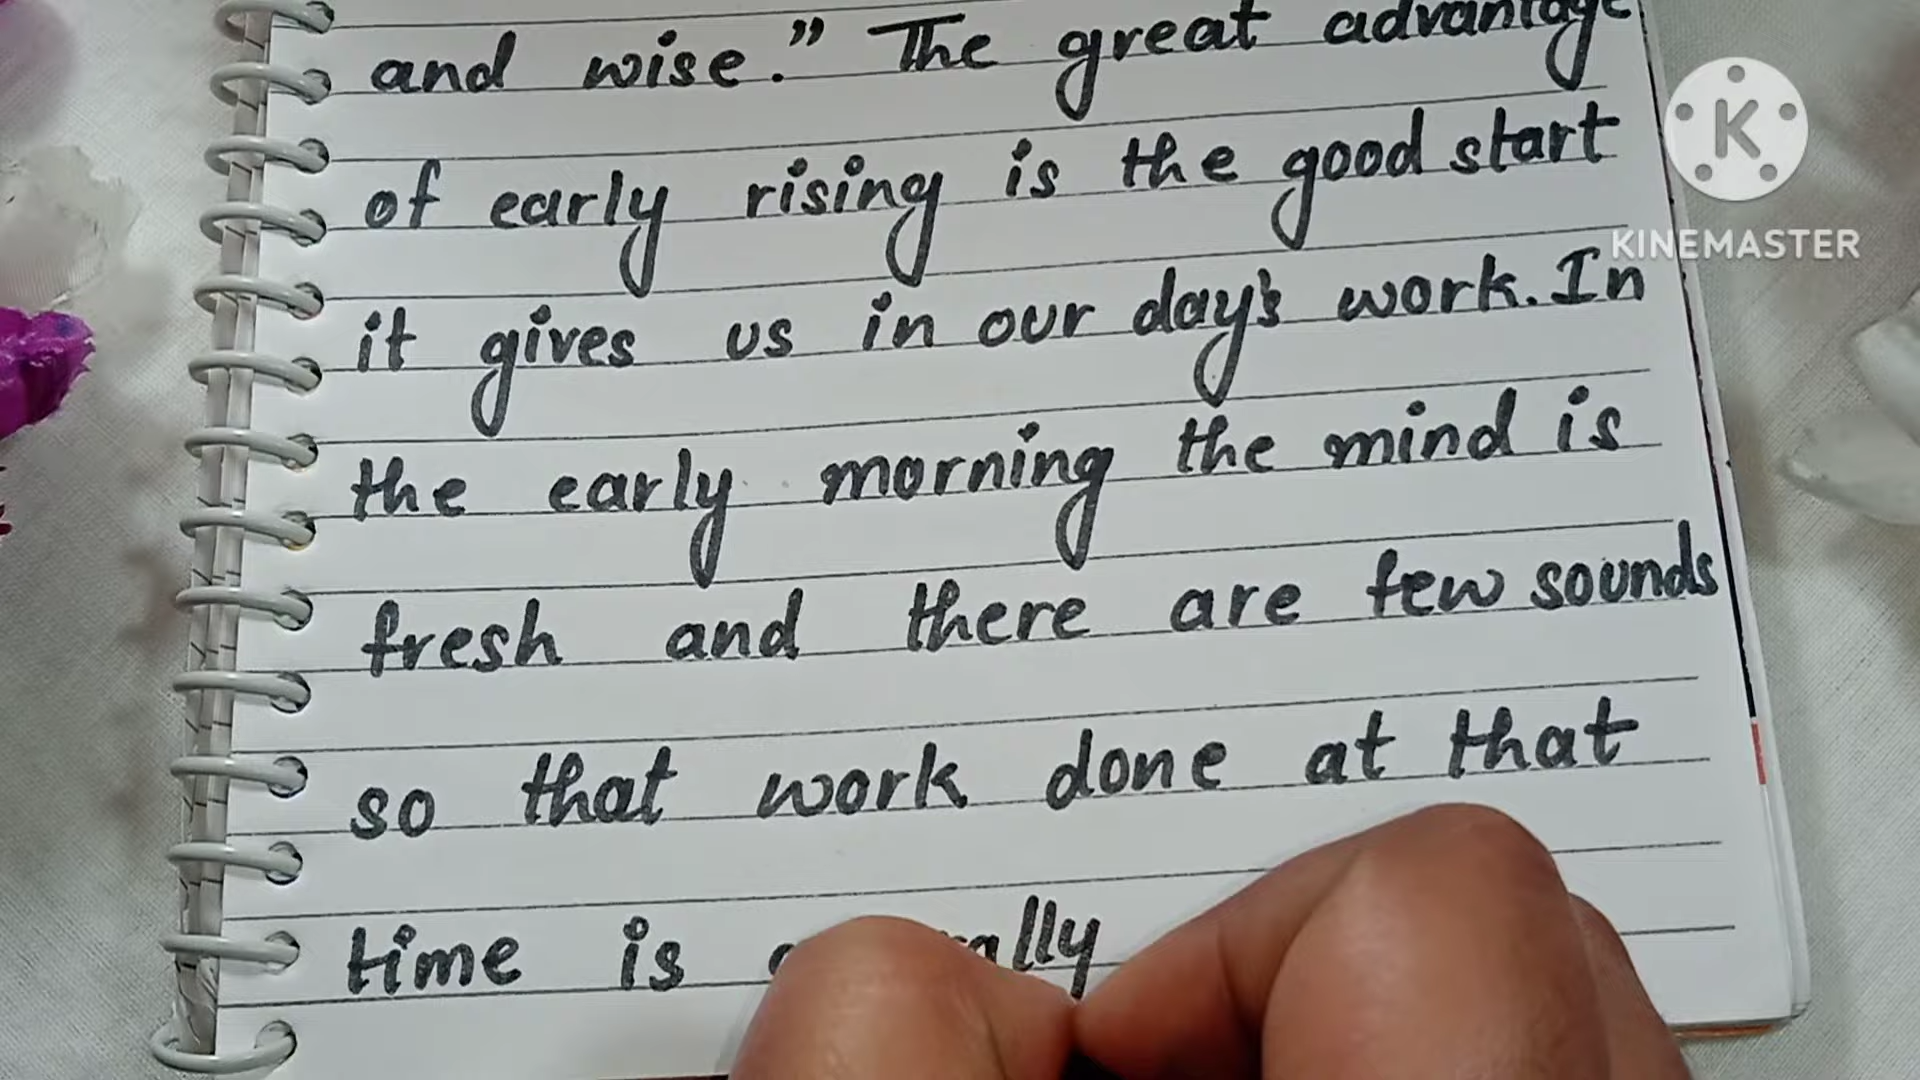 and wise." The great advantage
of early rising is the good start
it gives us in our day's work. In
the early morning the mind is
fresh and there are few sounds
so that work done at that
time is
K
KINEMASTER